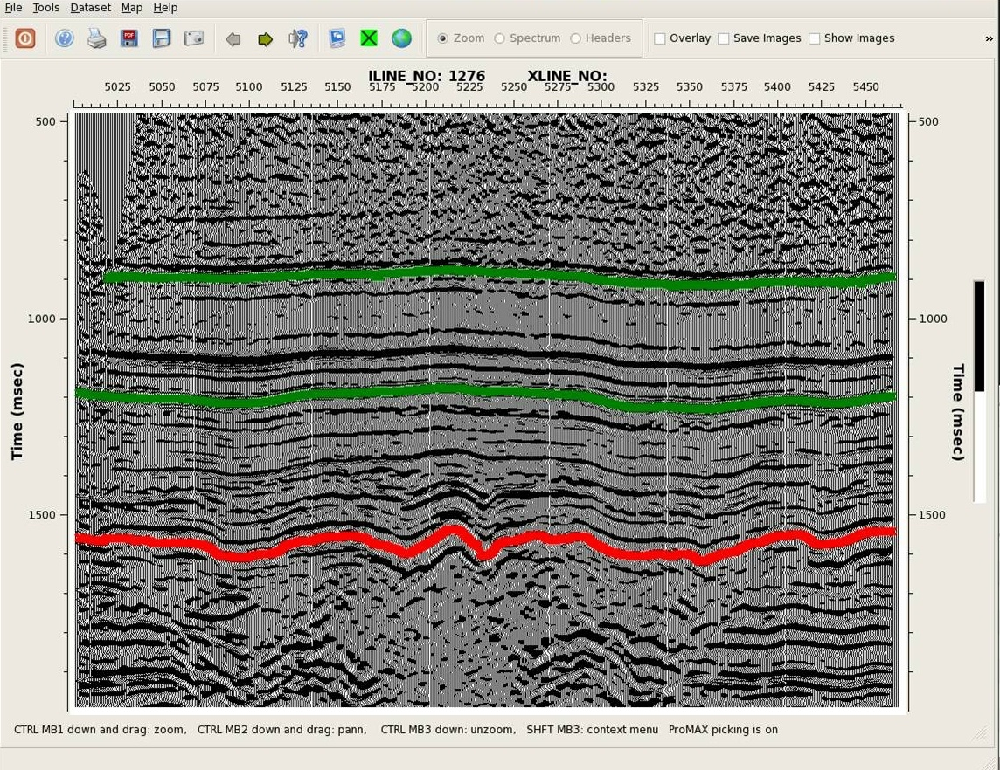 File Tools Dataset Map Help
Zoom Spectrum Headers Overlay Save Images Show Images »
ILINE_NO: 1276 XLINE_NO:
5025 5050 5075 5100 5125 5150 5175 5200 5225 5250 5275 5300 5325 5350 5375 5400 5425 5450
500 500
1000 1000
Time (msec) Time (msec)
1500 1500
CTRL MB1 down and drag: zoom, CTRL MB2 down and drag: pann, CTRL MB3 down: unzoom, SHFT MB3: context menu ProMAX picking is on